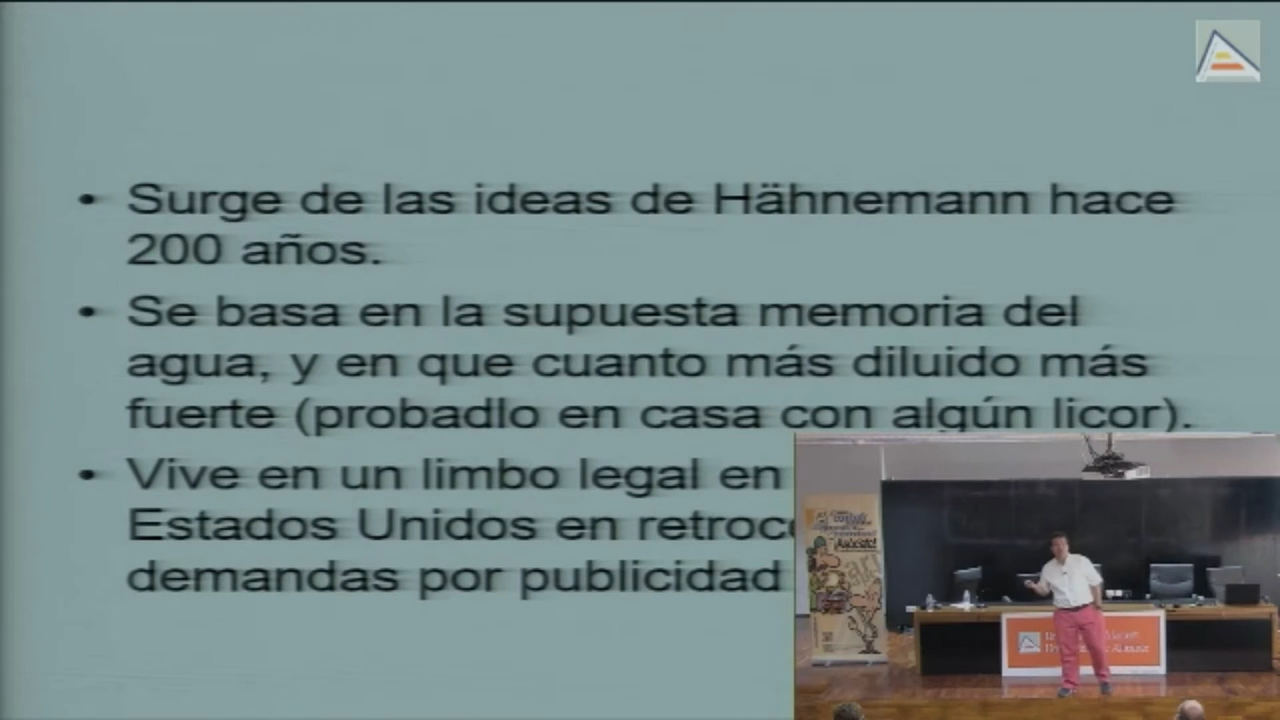 • Surge de las ideas de Hähnemann hace
200 años.
• Se basa en la supuesta memoria del
agua, y en que cuanto más diluido más
fuerte (probadlo en casa con algún licor).
• Vive en un limbo legal en
Estados Unidos en
demandas por publicidad